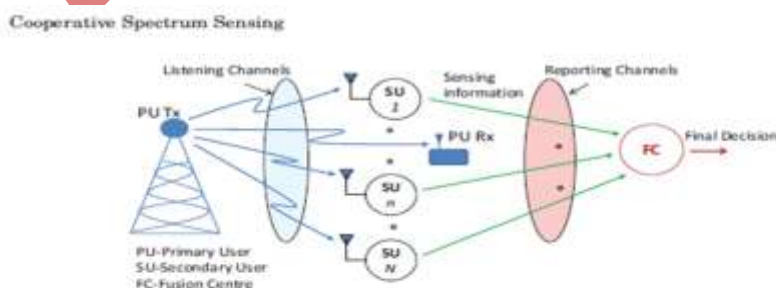 Cooperative Spectrum Sensing
Listening Channels
SU
1
Sensing
information
Reporting Channels
PU Tx
PU Rx
FC
Final Decision
SU
n
SU
N
PU-Primary User
SU-Secondary User
FC-Fusion Centre